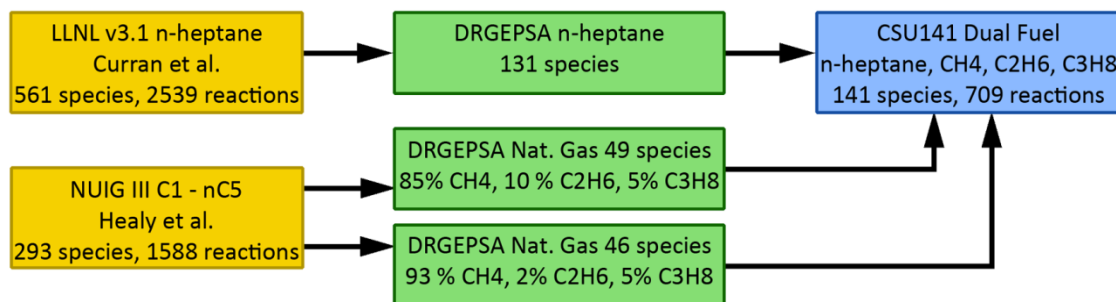 LLNL v3.1 n-heptane
Curran et al.
561 species, 2539 reactions
DRGEPSA n-heptane
131 species
CSU141 Dual Fuel
n-heptane, CH4, C2H6, C3H8
141 species, 709 reactions
NUIG III C1 - nC5
Healy et al.
293 species, 1588 reactions
DRGEPSA Nat. Gas 49 species
85% CH4, 10 % C2H6, 5% C3H8
DRGEPSA Nat. Gas 46 species
93 % CH4, 2% C2H6, 5% C3H8